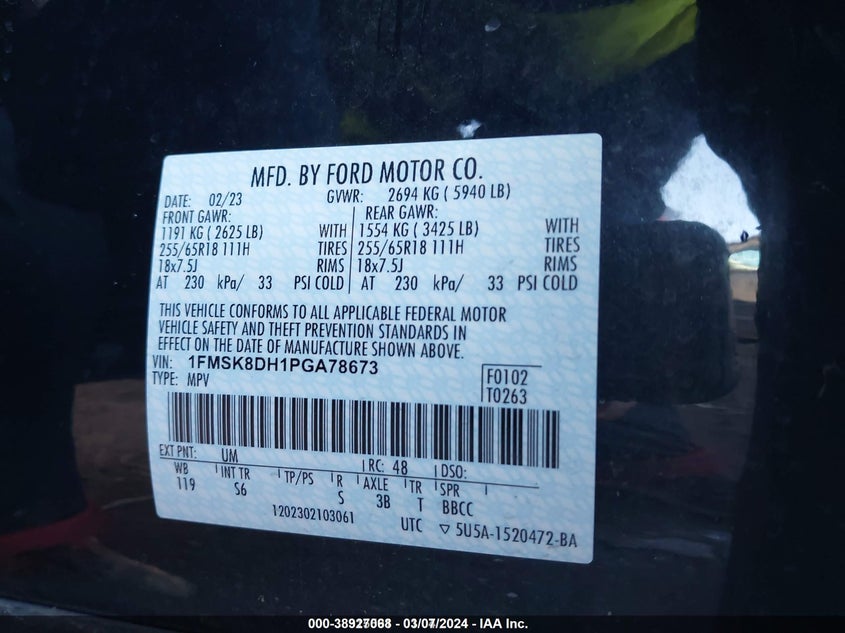 MFD. BY FORD MOTOR CO.
DATE: 02/23 GVWR: 2694 KG ( 5940 LB)
FRONT GAWR: REAR GAWR:
1191 KG ( 2625 LB) WITH 1554 KG ( 3425 LB) WITH
255/65R18 111H TIRES 255/65R18 111H TIRES
18x7.5J RIMS 18x7.5J RIMS
AT 230 kPa/ 33 PSI COLD AT 230 kPa/ 33 PSI COLD
THIS VEHICLE CONFORMS TO ALL APPLICABLE FEDERAL MOTOR
VEHICLE SAFETY AND THEFT PREVENTION STANDARDS IN
EFFECT ON THE DATE OF MANUFACTURE SHOWN ABOVE.
VIN: 1FMSK8DH1PGA78673
TYPE: MPV
F0102
T0263
EXT PNT: UM RC: 48 DSO:
WB INT TR TP/PS R AXLE TR SPR
119 S6 S 3B T BBCC
1202302103061 UTC ▽ 5U5A-1520472-BA
- IAA Inc.